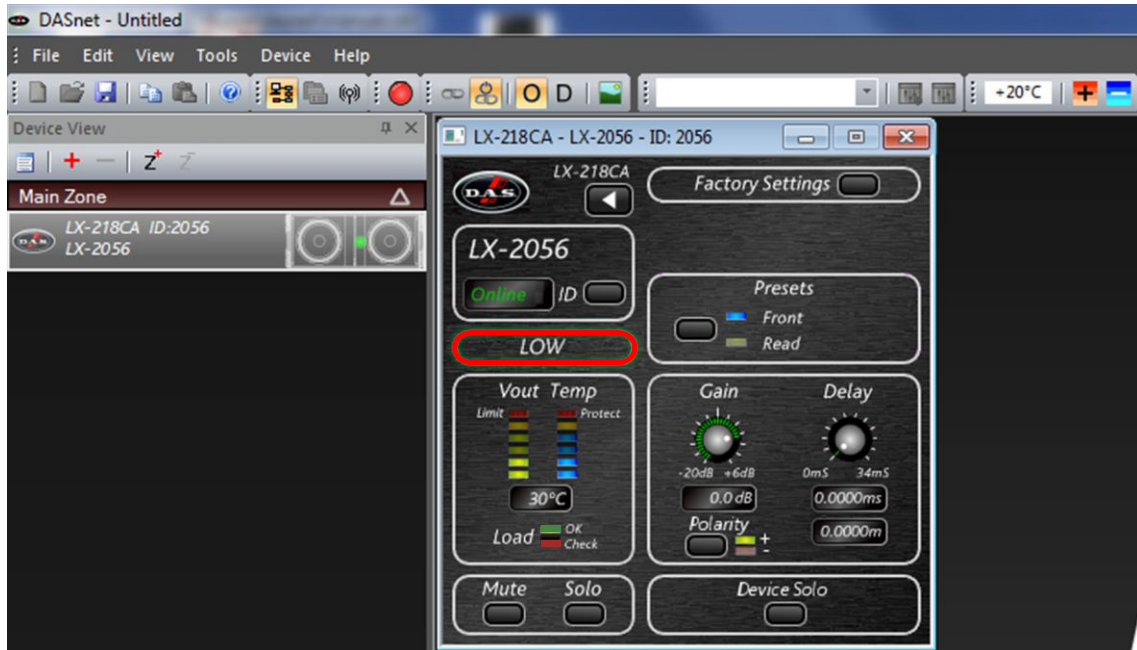 DASnet - Untitled
File Edit View Tools Device Help
O D +20°C
Device View
Z+ Z-
Main Zone
LX-218CA ID:2056
LX-2056
LX-218CA - LX-2056 - ID: 2056
D.A.S
LX-218CA
Factory Settings
LX-2056
Online ID
Presets
Front
Read
LOW
Vout Temp
Limit Protect
30°C
Load OK
Check
Gain Delay
-20dB +6dB 0mS 34mS
0.0 dB 0.0000ms
Polarity + -
0.0000m
Mute Solo
Device Solo